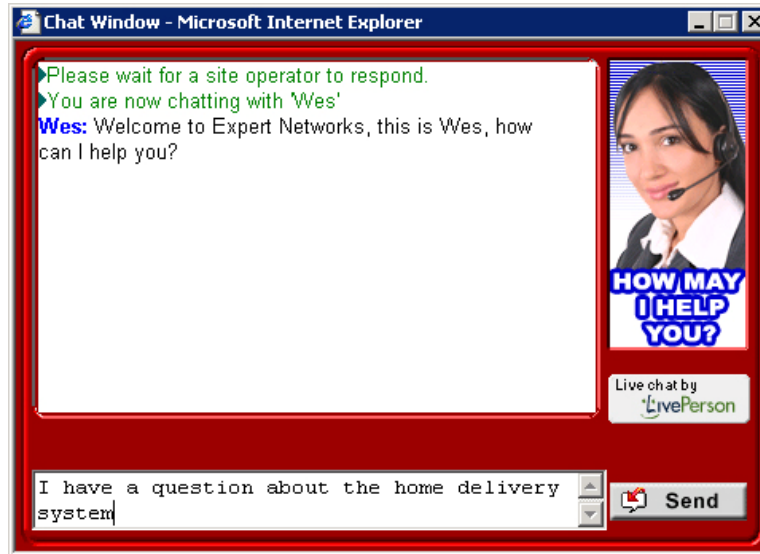 Chat Window - Microsoft Internet Explorer
Please wait for a site operator to respond.
You are now chatting with 'Wes'
Wes: Welcome to Expert Networks, this is Wes, how
can I help you?
HOW MAY
I HELP
YOU?
Live chat by
LivePerson
I have a question about the home delivery
system
Send